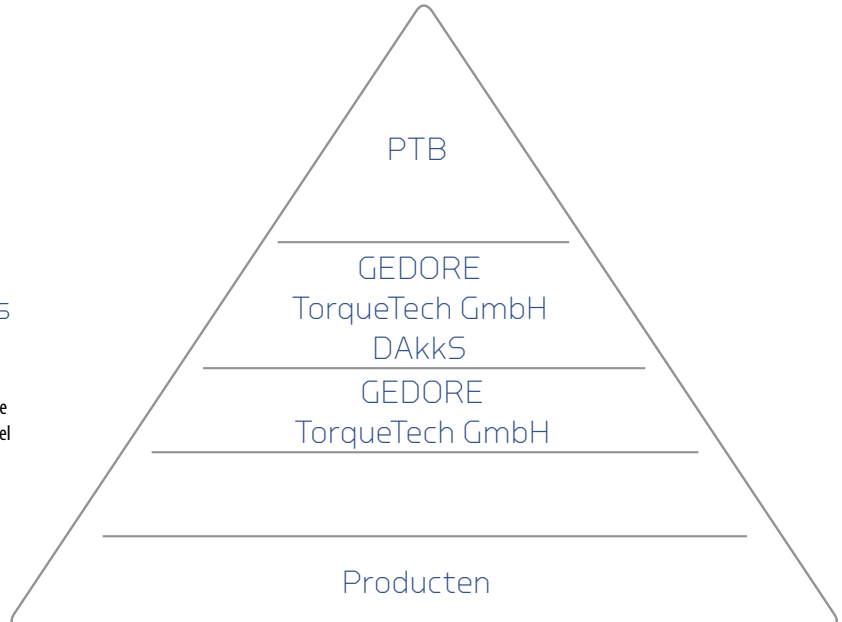 PTB
GEDORE
TorqueTech GmbH
DAkkS
GEDORE
TorqueTech GmbH
Producten